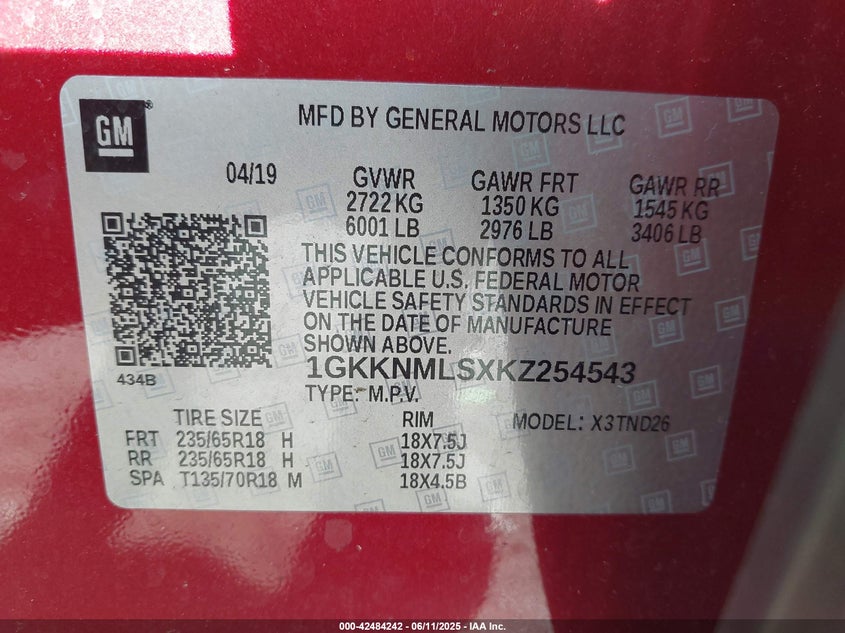 GM
MFD BY GENERAL MOTORS LLC
04/19 GVWR GAWR FRT GAWR RR
2722 KG 1350 KG 1545 KG
6001 LB 2976 LB 3406 LB
THIS VEHICLE CONFORMS TO ALL
APPLICABLE U.S. FEDERAL MOTOR
VEHICLE SAFETY STANDARDS IN EFFECT
ON THE DATE OF MANUFACTURE
SHOWN ABOVE.
434B
1GKKNMLSXKZ254543
TYPE: M.P.V.
TIRE SIZE RIM MODEL: X3TND26
FRT 235/65R18 H 18X7.5J
RR 235/65R18 H 18X7.5J
SPA T135/70R18 M 18X4.5B
000-42484242 - 06/11/2025 - IAA Inc.